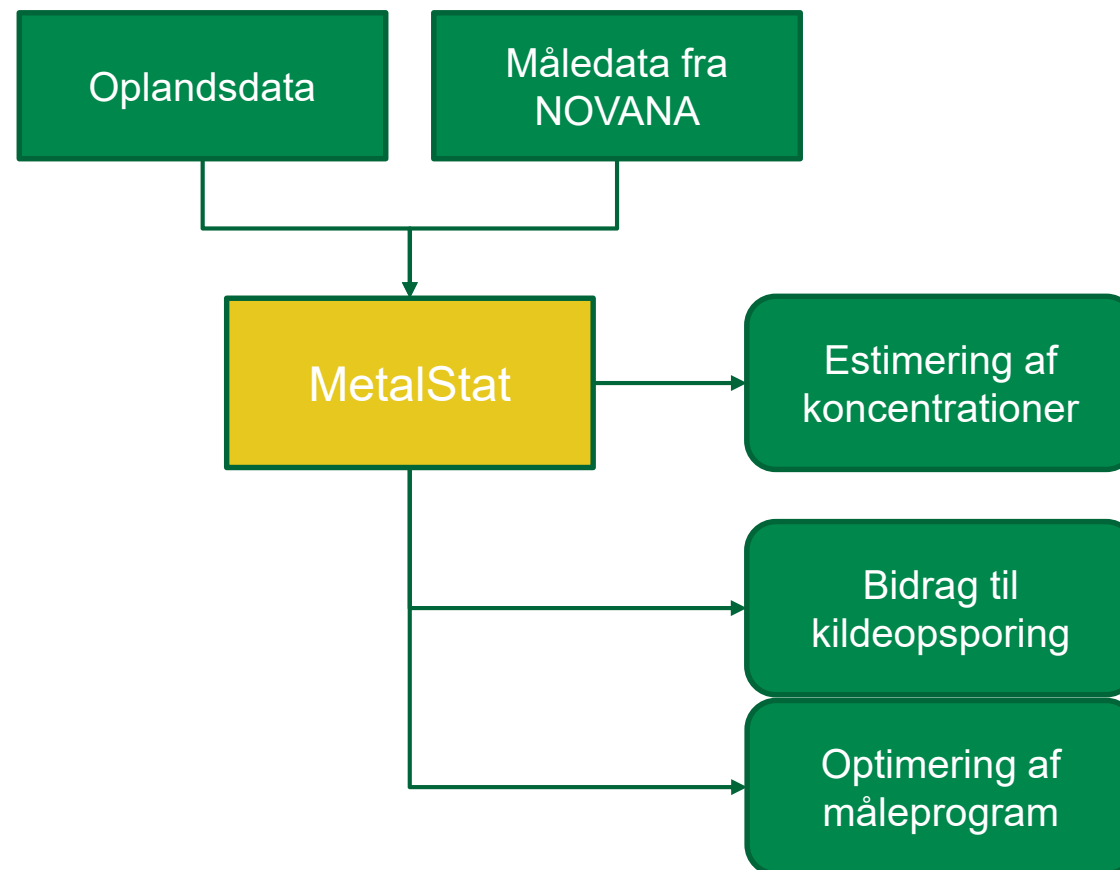 Oplandsdata
Måledata fra
NOVANA
MetalStat
Estimering af
koncentrationer
Bidrag til
kildeopsporing
Optimering af
måleprogram